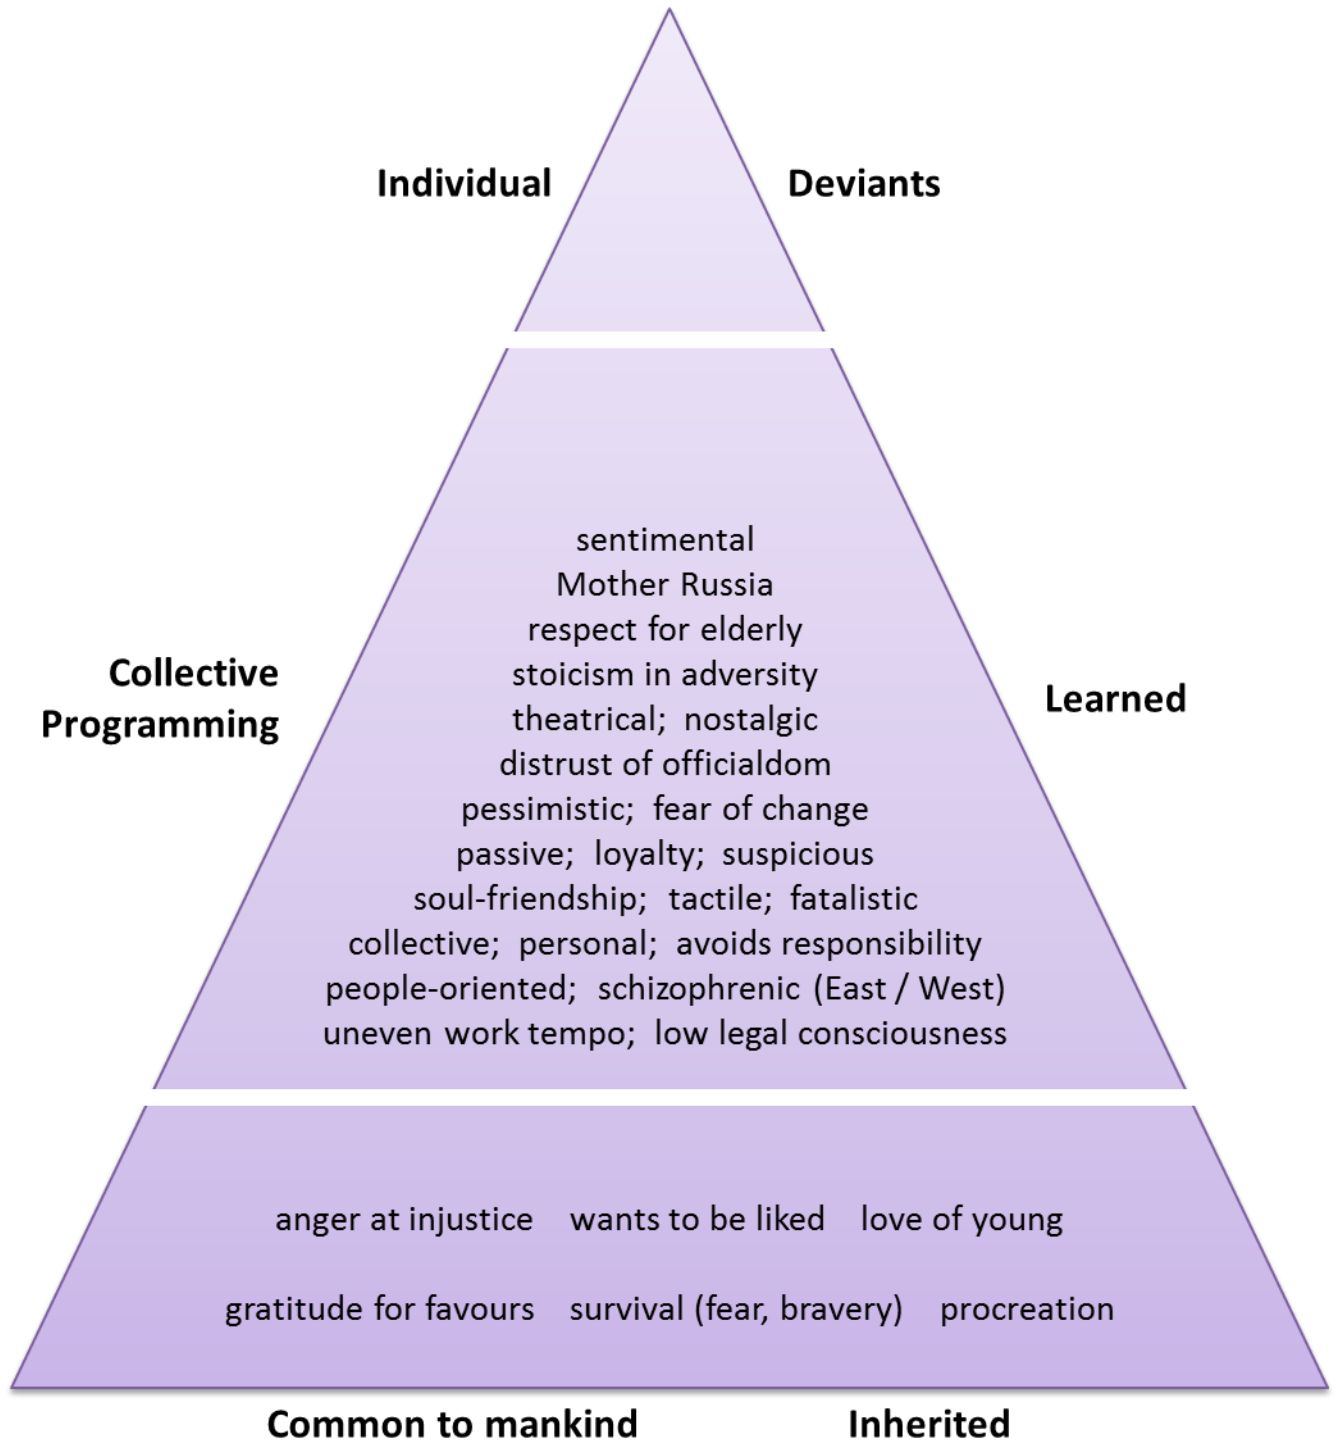 Individual
Deviants
sentimental
Mother Russia
respect for elderly
stoicism in adversity
theatrical;  nostalgic
distrust of officialdom
pessimistic;  fear of change
passive;  loyalty;  suspicious
soul-friendship;  tactile;  fatalistic
collective;  personal;  avoids responsibility
people-oriented;  schizophrenic (East / West)
uneven work tempo;  low legal consciousness
Collective
Programming
Learned
anger at injustice    wants to be liked    love of young
gratitude for favours    survival (fear, bravery)    procreation
Common to mankind
Inherited